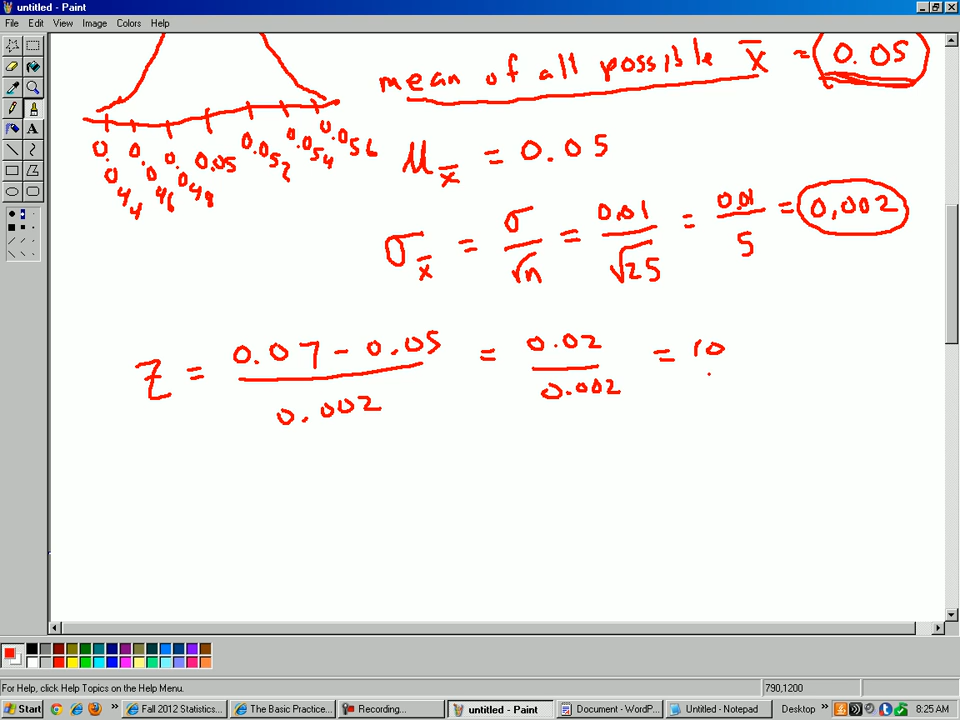 untitled - Paint
File Edit View Image Colors Help
mean of all possible x̅ = 0.05
0.044 0.046 0.048 0.05 0.052 0.054 0.056
μx̅ = 0.05
σx̅ = σ/√n = 0.01/√25 = 0.01/5 = 0.002
Z = 0.07 - 0.05/0.002 = 0.02/0.002 = 10
For Help, click Help Topics on the Help Menu.
790,1200
Start
»
Fall 2012 Statistics...
The Basic Practice...
Recording...
untitled - Paint
Document - WordP...
Untitled - Notepad
Desktop
»
8:25 AM